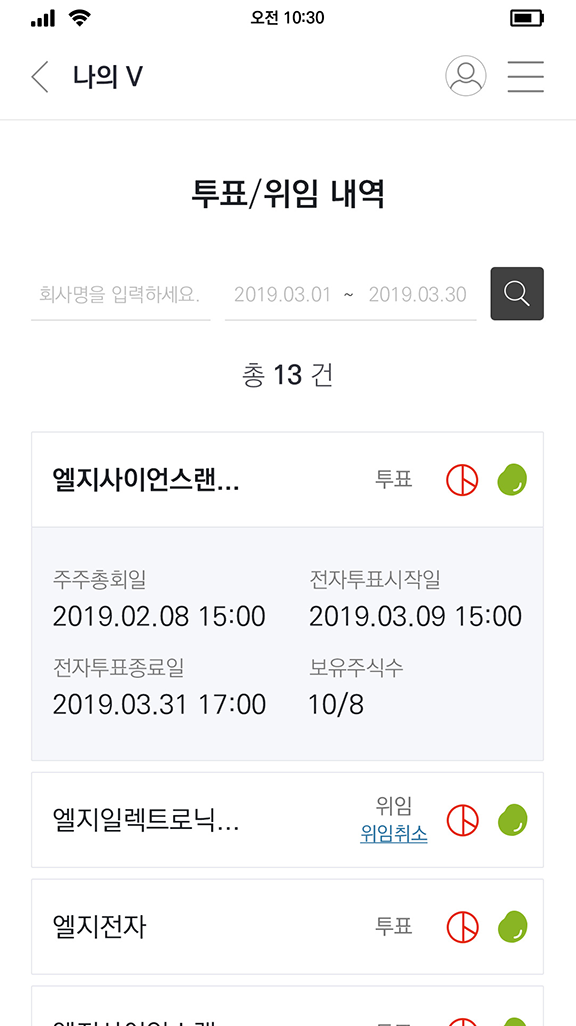 오전 10:30
나의 V
투표/위임 내역
회사명을 입력하세요. 2019.03.01 ~ 2019.03.30
총 13 건
엘지사이언스랜... 투표
주주총회일 전자투표시작일
2019.02.08 15:00 2019.03.09 15:00
전자투표종료일 보유주식수
2019.03.31 17:00 10/8
위임
엘지일렉트로닉...
위임취소
엘지전자 투표